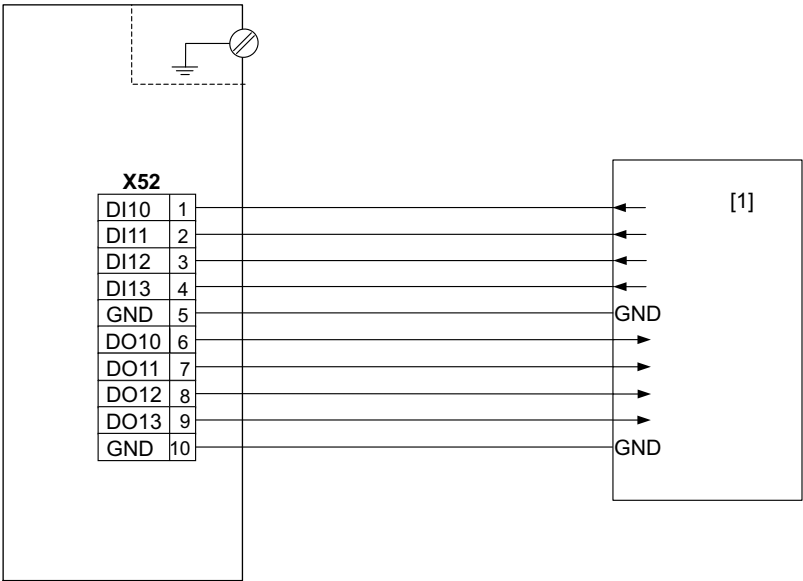 X52
[1]
DI10 1
DI11 2
DI12 3
DI13 4
GND 5 GND
DO10 6
DO11 7
DO12 8
DO13 9
GND 10 GND